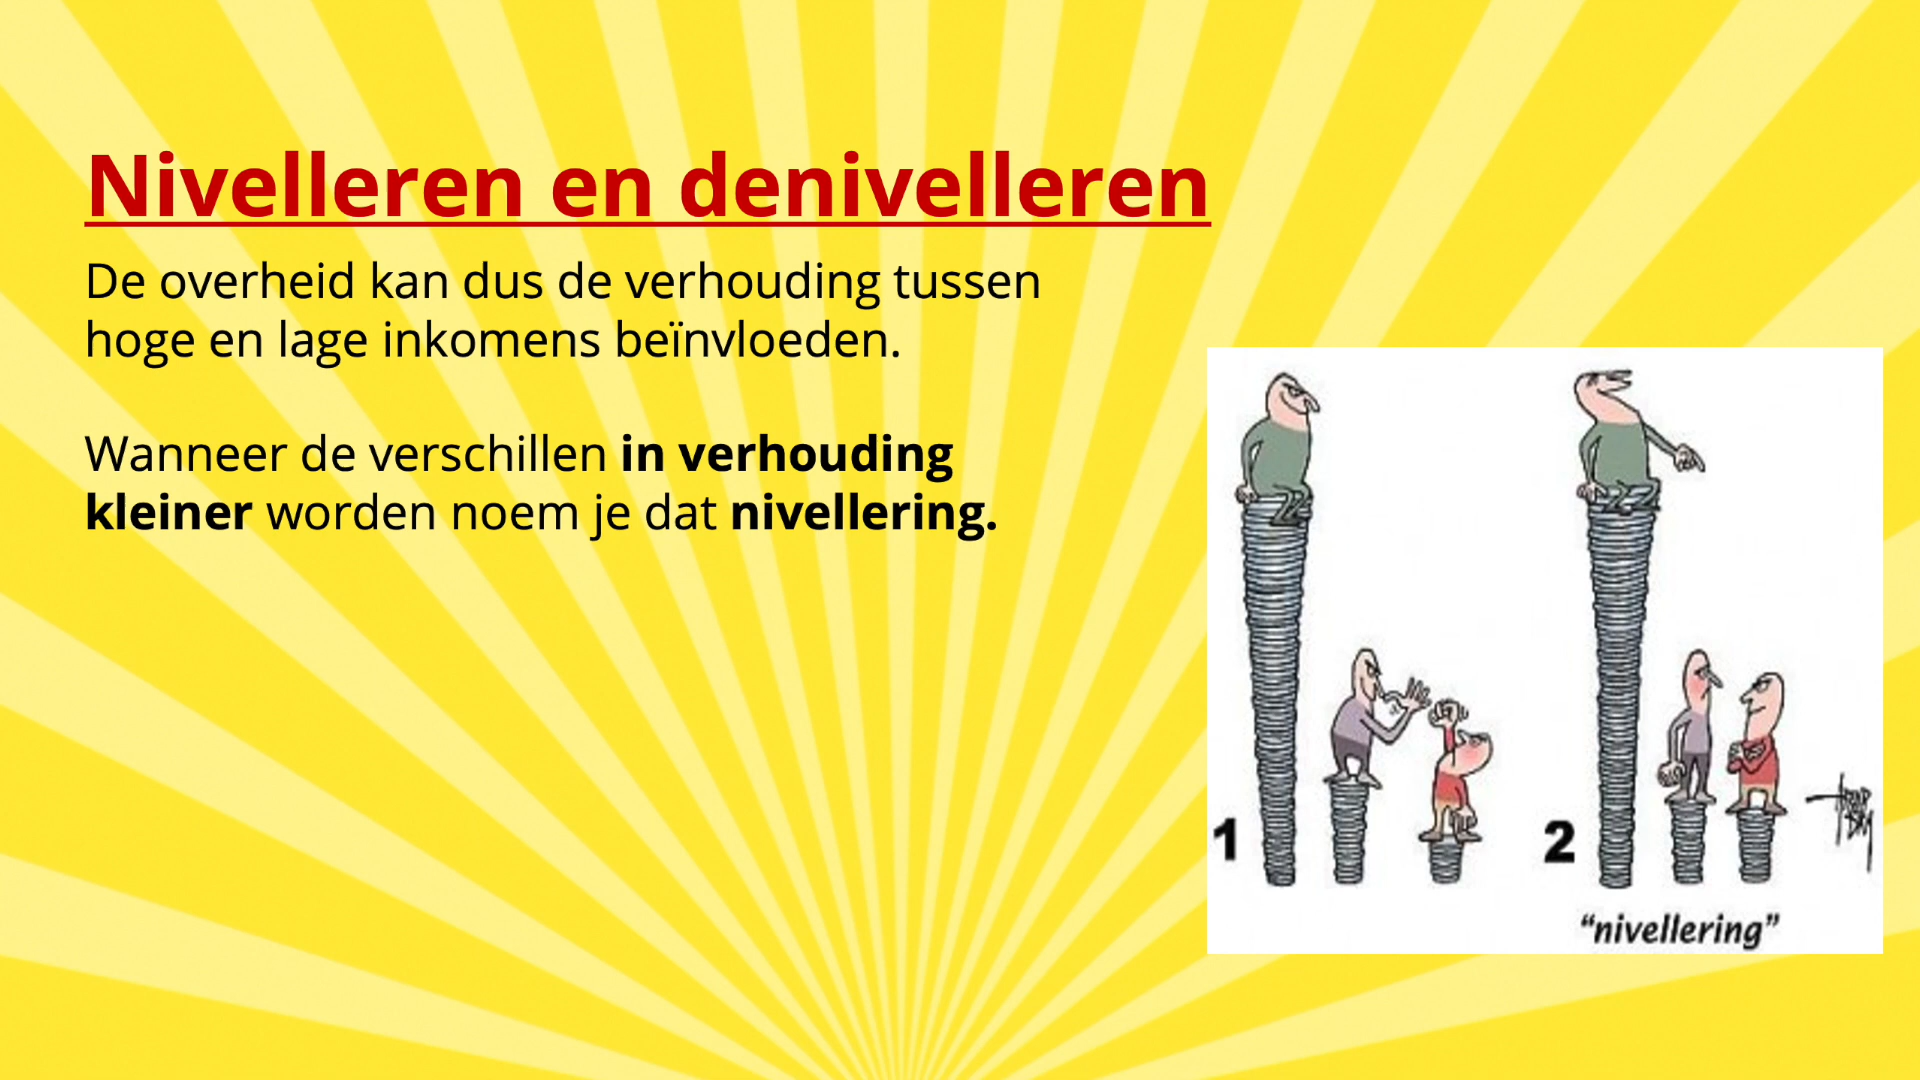 Nivelleren en denivelleren
De overheid kan dus de verhouding tussen
hoge en lage inkomens beïnvloeden.
Wanneer de verschillen in verhouding
kleiner worden noem je dat nivellering.
1
2
“nivellering”